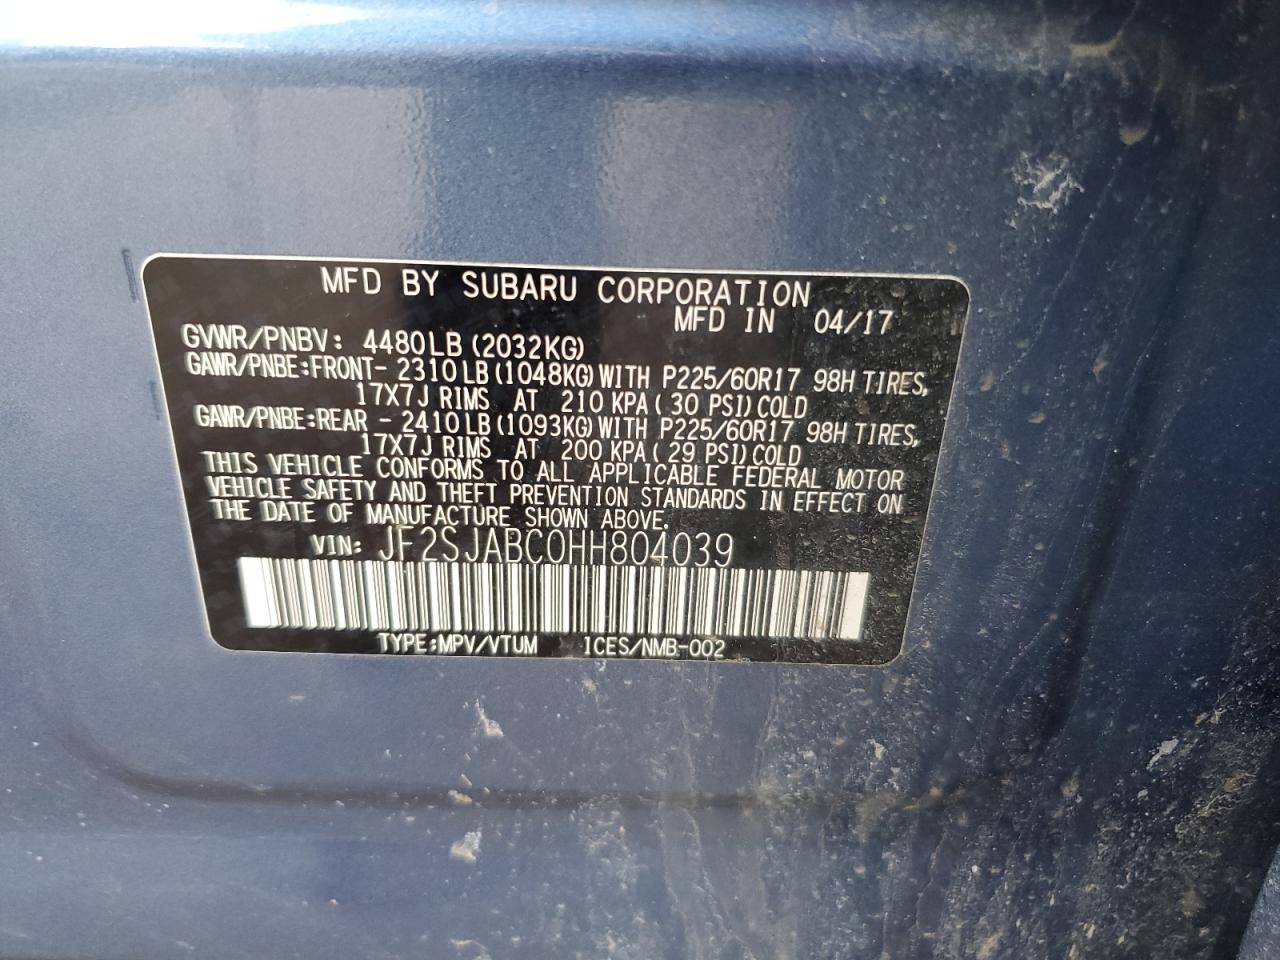 MFD BY SUBARU CORPORATION
MFD IN 04/17
GVWR/PNBV: 4480LB(2032KG)
GAWR/PNBE:FRONT- 2310LB(1048KG)WITH P225/60R17 98H TIRES,
17X7J RIMS AT 210 KPA(30 PSI)COLD
GAWR/PNBE:REAR - 2410LB(1093KG)WITH P225/60R17 98H TIRES,
17X7J RIMS AT 200 KPA(29 PSI)COLD
THIS VEHICLE CONFORMS TO ALL APPLICABLE FEDERAL MOTOR
VEHICLE SAFETY AND THEFT PREVENTION STANDARDS IN EFFECT ON
THE DATE OF MANUFACTURE SHOWN ABOVE.
VIN: JF2SJABC0HH804039
TYPE:MPV/VTUM ICES/NMB-002